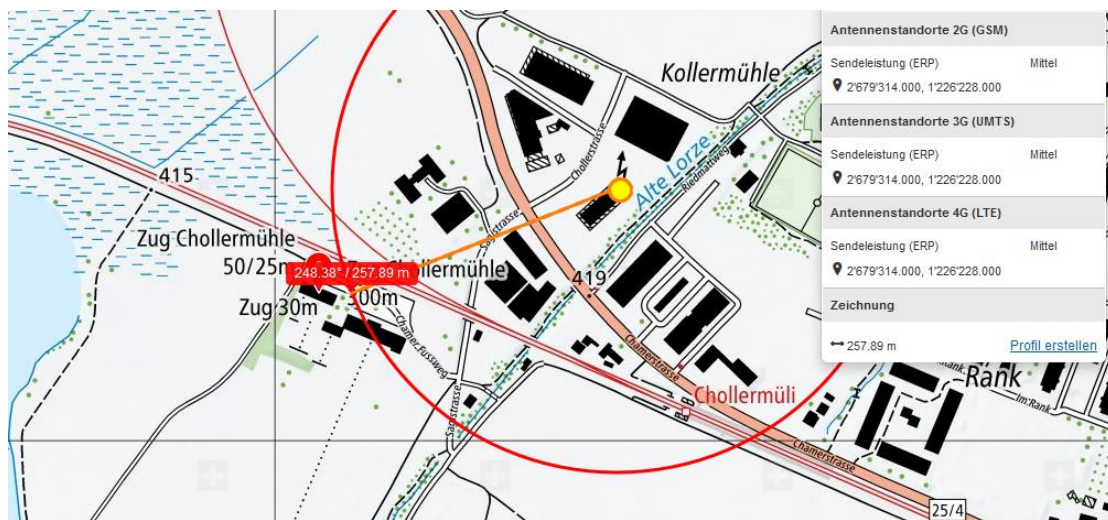 Antennenstandorte 2G (GSM)
Sendeleistung (ERP) Mittel
2'679'314.000, 1'226'228.000
Antennenstandorte 3G (UMTS)
Sendeleistung (ERP) Mittel
2'679'314.000, 1'226'228.000
Antennenstandorte 4G (LTE)
Sendeleistung (ERP) Mittel
2'679'314.000, 1'226'228.000
Zeichnung
257.89 m Profil erstellen
Kollermühle
Chollerstrasse
Alte Lorze
Riedmattweg
415
Sagistrasse
Zug Chollermühle
50/25m
248.38° / 257.89 m
300m
Zug 30m
419
Chamer Fussweg
Chamerstrasse
Chollermüli
Rank
Im Rank
Sagistrasse
Chamerstrasse
25/4